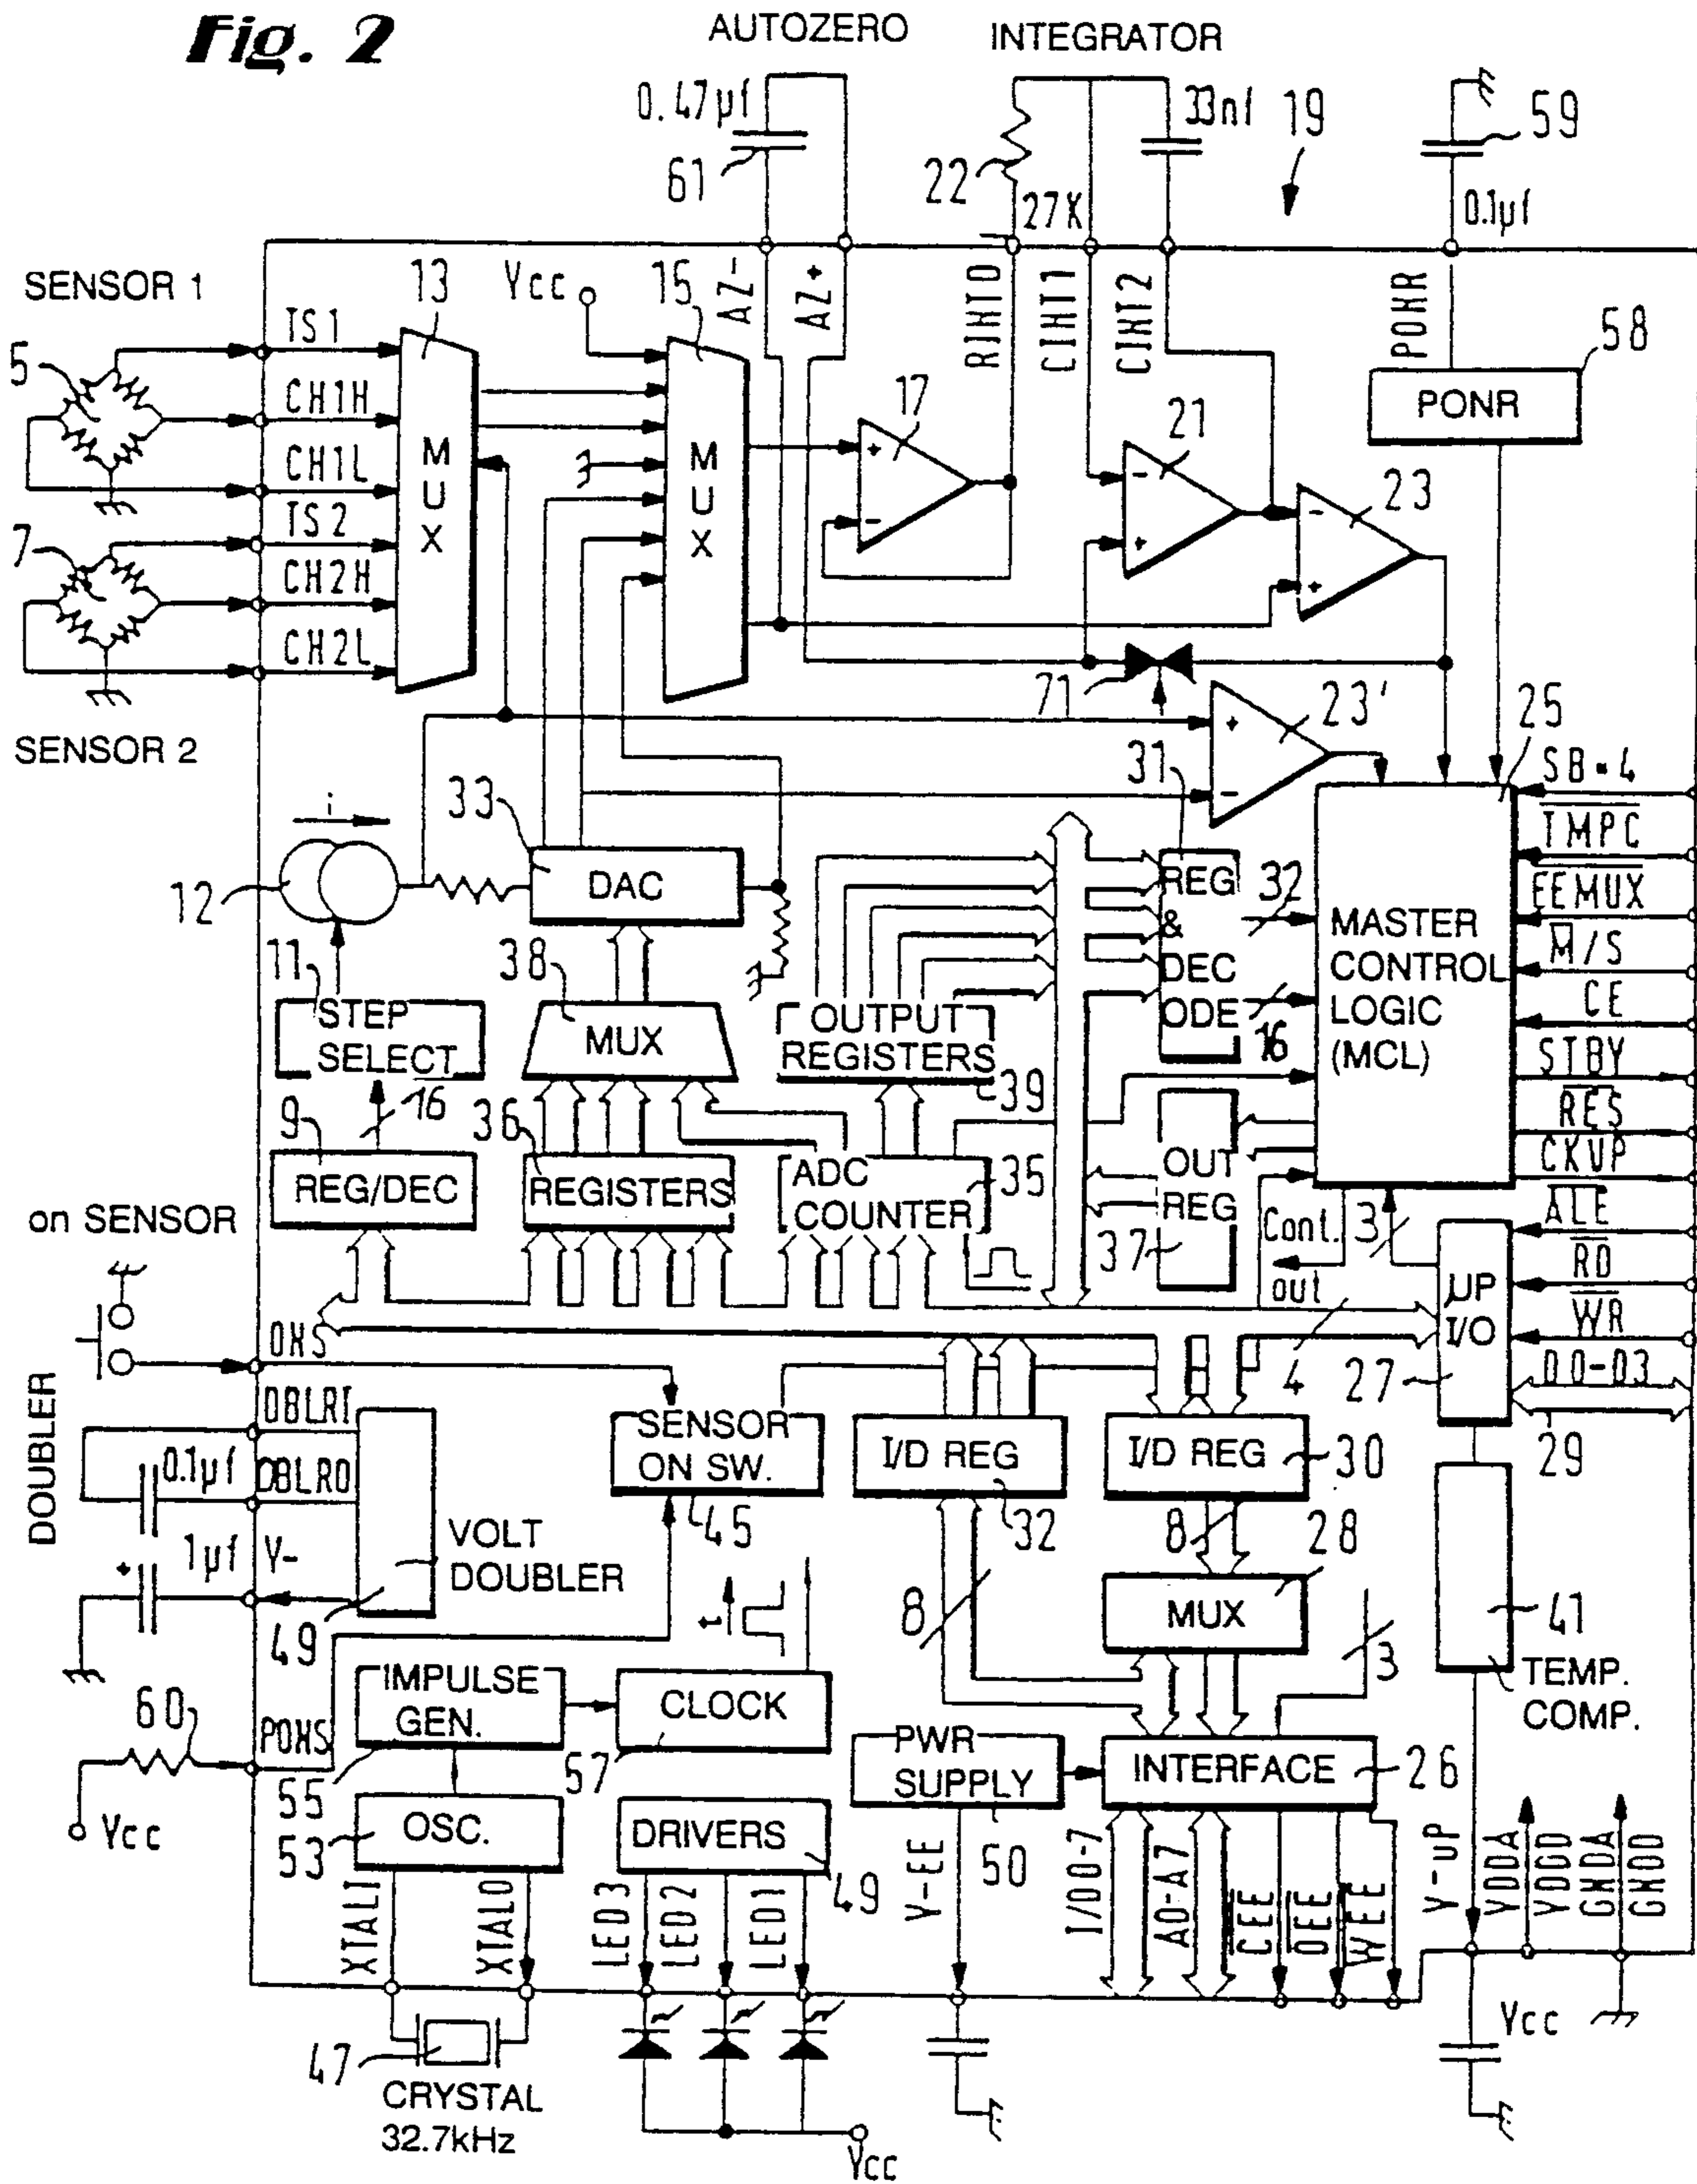 Fig. 2
AUTOZERO
INTEGRATOR
0.47µf
61
22
27K
33nf
19
59
0.1µf
SENSOR 1
5
7
SENSOR 2
TS1
CH1H
CH1L
TS2
CH2H
CH2L
13
MUX
Vcc
15
MUX
AZ-
AZ+
RINTO
CINT1
CINT2
PONR
17
+
-
21
-
+
23
-
+
58
PONR
71
23'
+
-
25
MASTER
CONTROL
LOGIC
(MCL)
SB=4
TMPC
EEMUX
M/S
CE
STBY
RES
CKUP
ALE
RD
WR
D0-D3
i
12
33
DAC
31
REG
&
DEC
ODE
32
16
11
STEP
SELECT
16
38
MUX
OUTPUT
REGISTERS
39
9
REG/DEC
36
REGISTERS
ADC
COUNTER
35
OUT
REG
37
Cont.
out
3
µP
I/O
27
29
4
on SENSOR
ONS
DOUBLER
DBLRI
0.1µf
DBLRO
1µf
+
V-
VOLT
DOUBLER
49
SENSOR
ON SW.
45
I/D REG
32
I/D REG
30
8
8
28
MUX
3
41
TEMP.
COMP.
t
60
PONS
Vcc
IMPULSE
GEN.
55
CLOCK
57
PWR
SUPPLY
50
INTERFACE
26
OSC.
53
DRIVERS
49
XTALI
XTALO
LED3
LED2
LED1
V-EE
I/O0-7
A0-A7
CEE
OEE
WEE
V-uP
VDDA
VDDD
GNDA
GNDD
47
CRYSTAL
32.7kHz
Vcc
Vcc